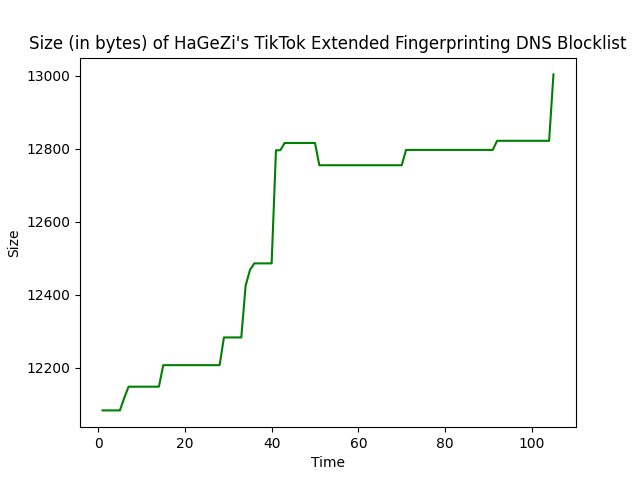 Size (in bytes) of HaGeZi's TikTok Extended Fingerprinting DNS Blocklist
13000
12800
12600
12400
12200
Size
0 20 40 60 80 100
Time